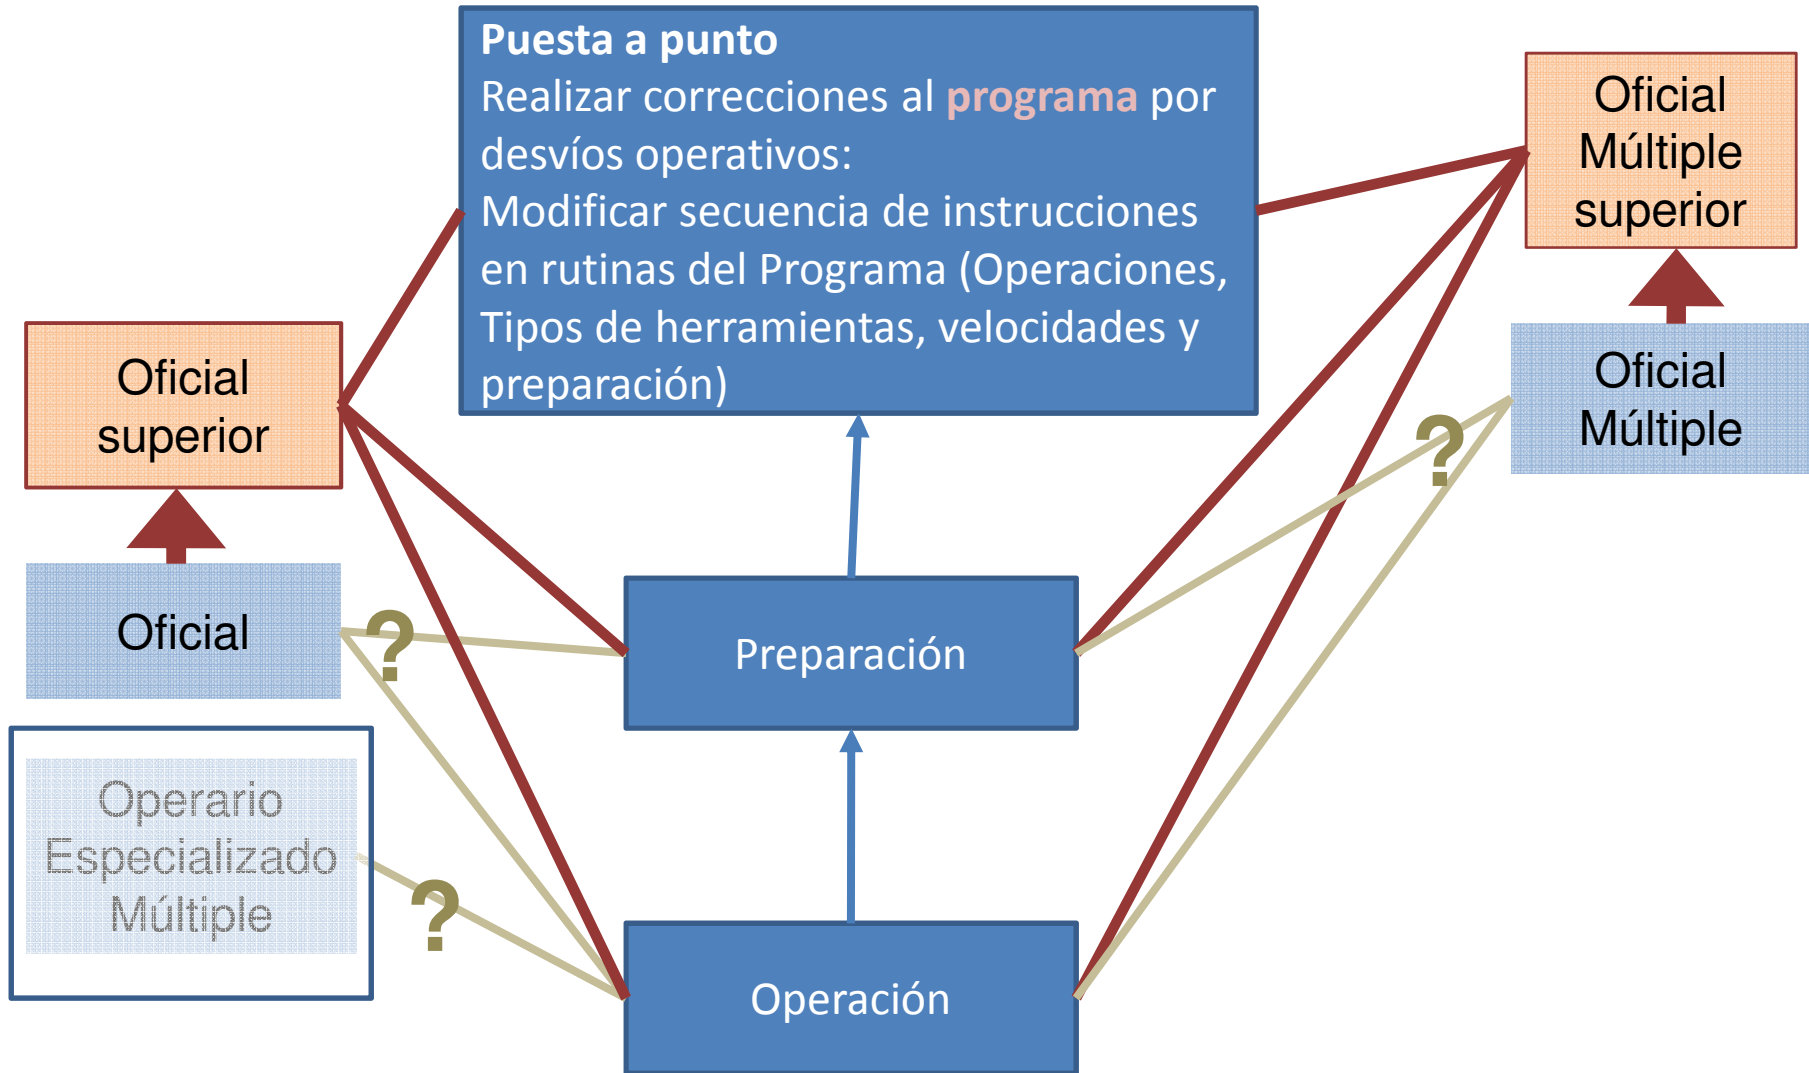 Puesta a punto
Realizar correcciones al programa por
desvíos operativos:
Modificar secuencia de instrucciones
en rutinas del Programa (Operaciones,
Tipos de herramientas, velocidades y
preparación)
Oficial
Múltiple
superior
Oficial
superior
Oficial
Múltiple
?
Oficial
?
Preparación
Operario
Especializado
Múltiple
?
Operación